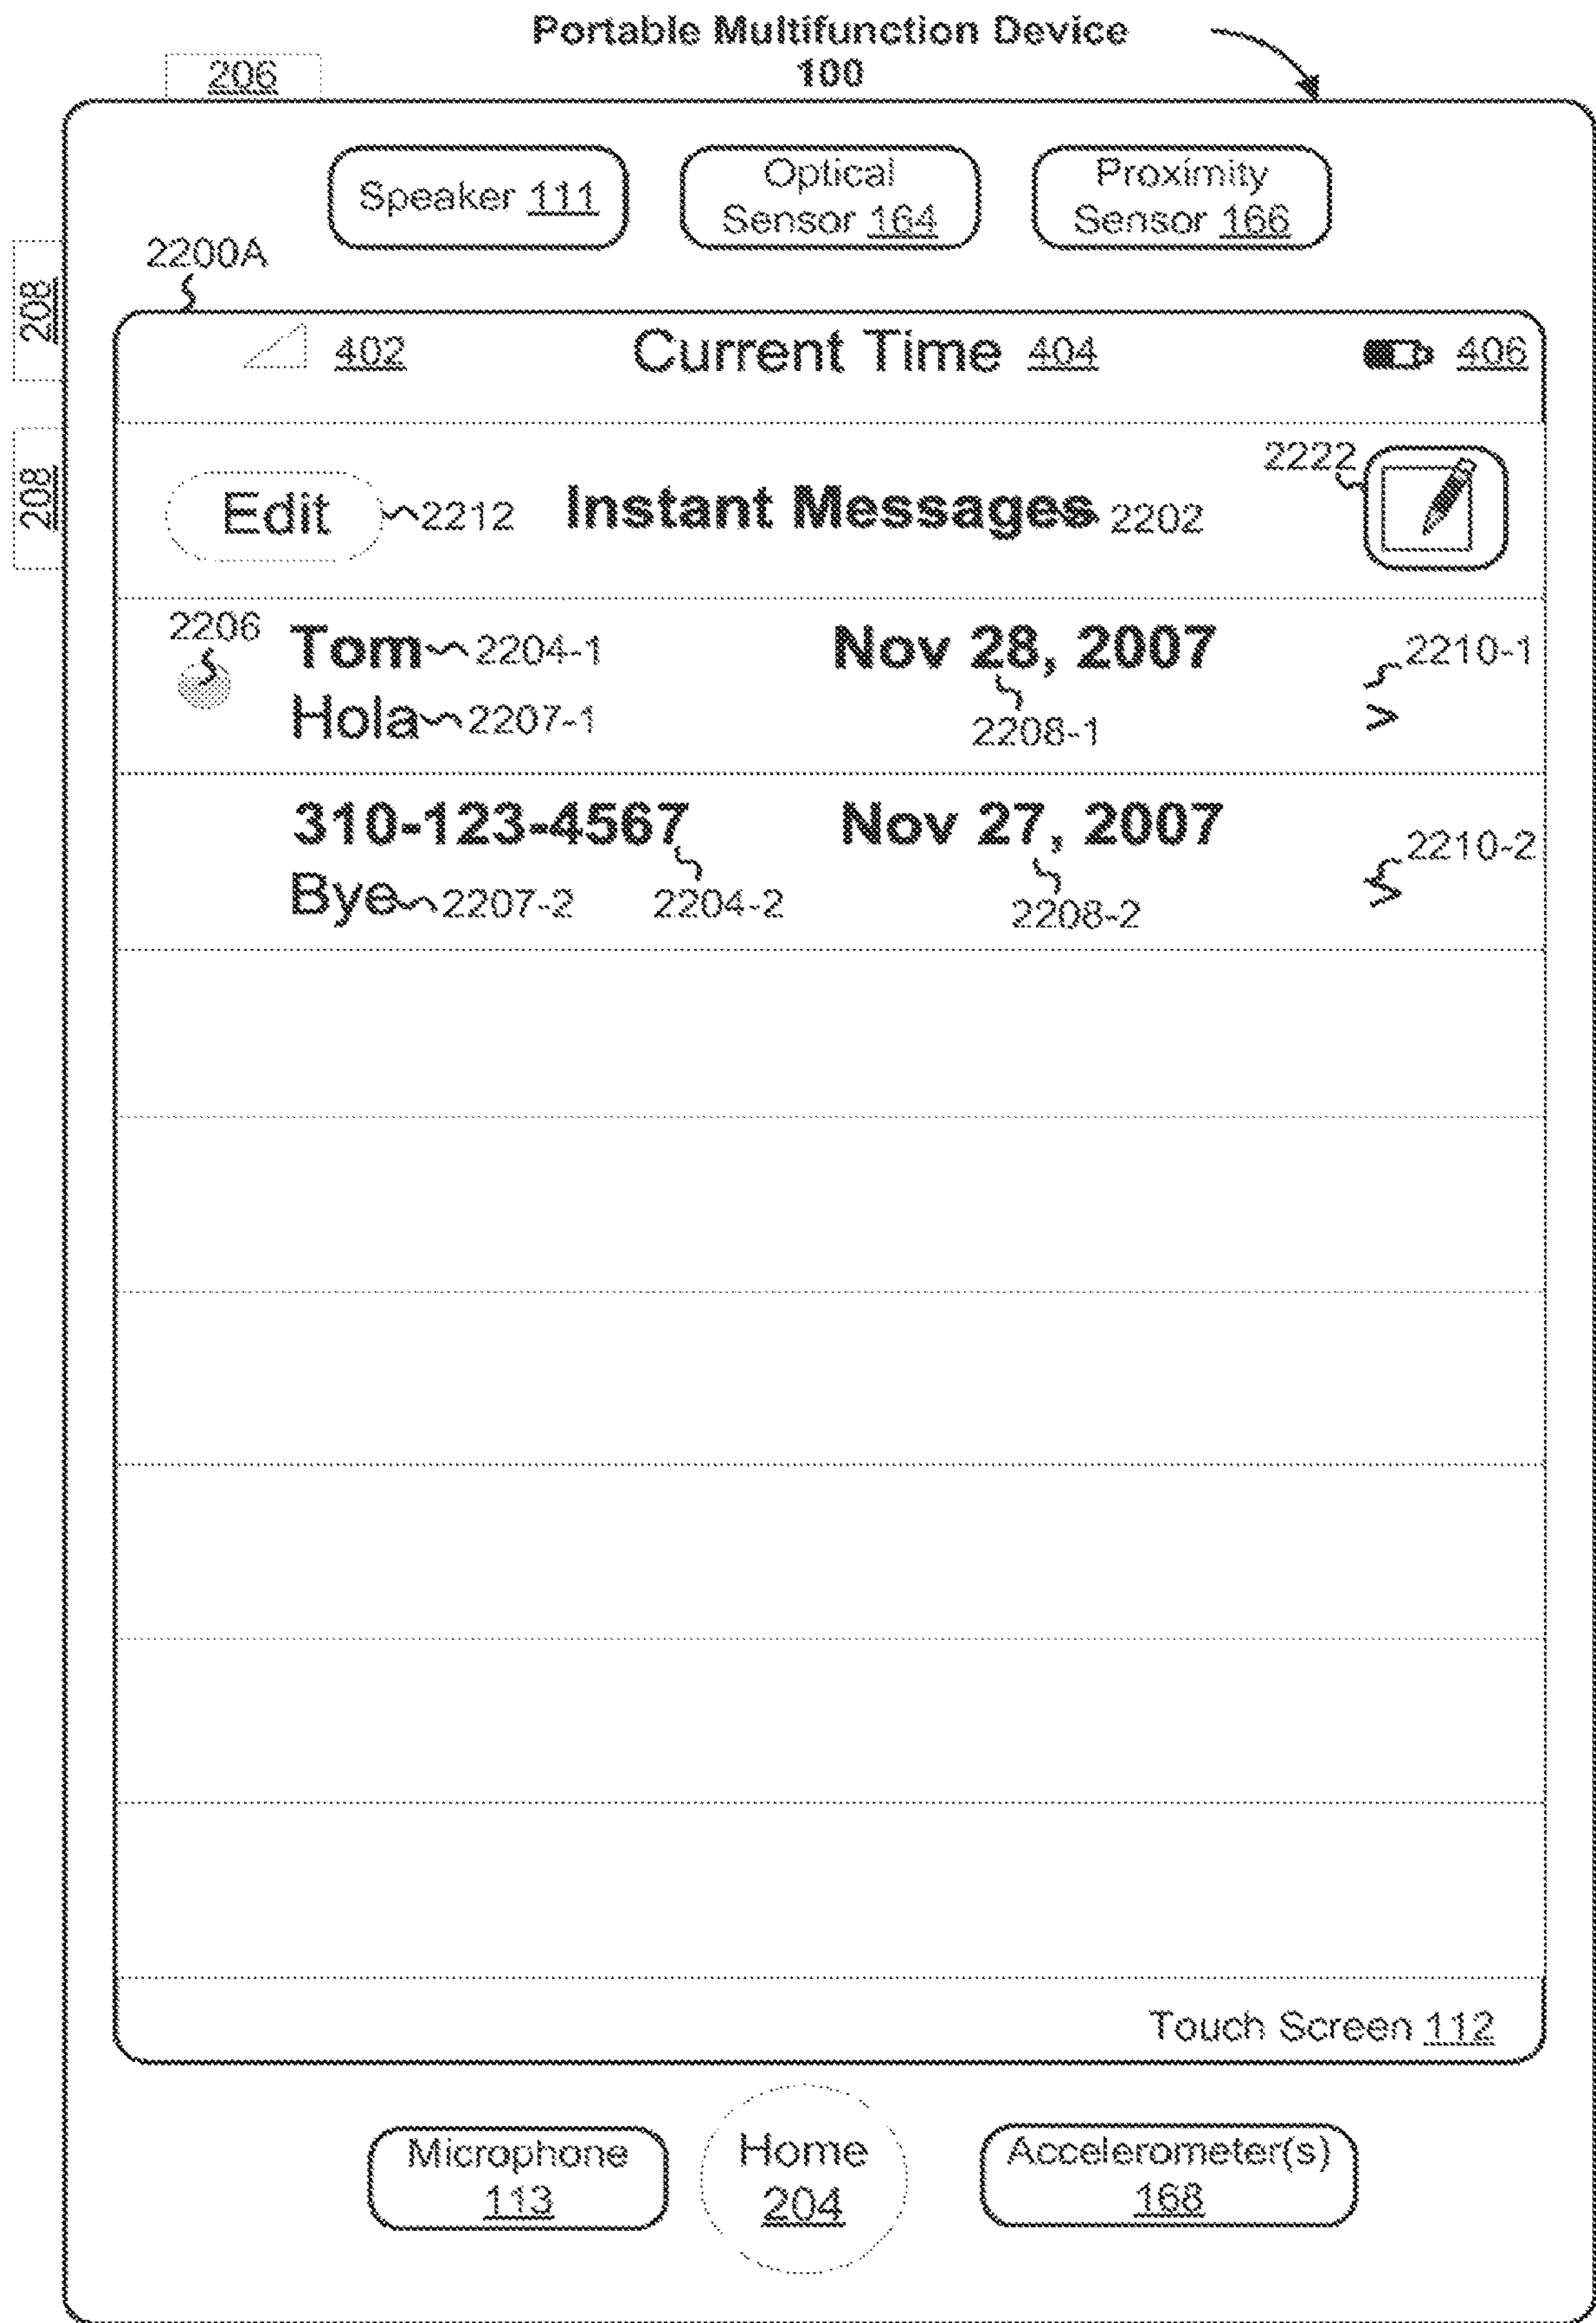 Portable Multifunction Device
100
206
Speaker 111
Optical
Sensor 164
Proximity
Sensor 166
2200A
208
208
402
Current Time 404
406
Edit
2212
Instant Messages
2202
2222
2206
Tom
2204-1
Nov 28, 2007
2210-1
Hola
2207-1
2208-1
>
310-123-4567
Nov 27, 2007
2210-2
Bye
2207-2
2204-2
2208-2
>
Touch Screen 112
Microphone
113
Home
204
Accelerometer(s)
168